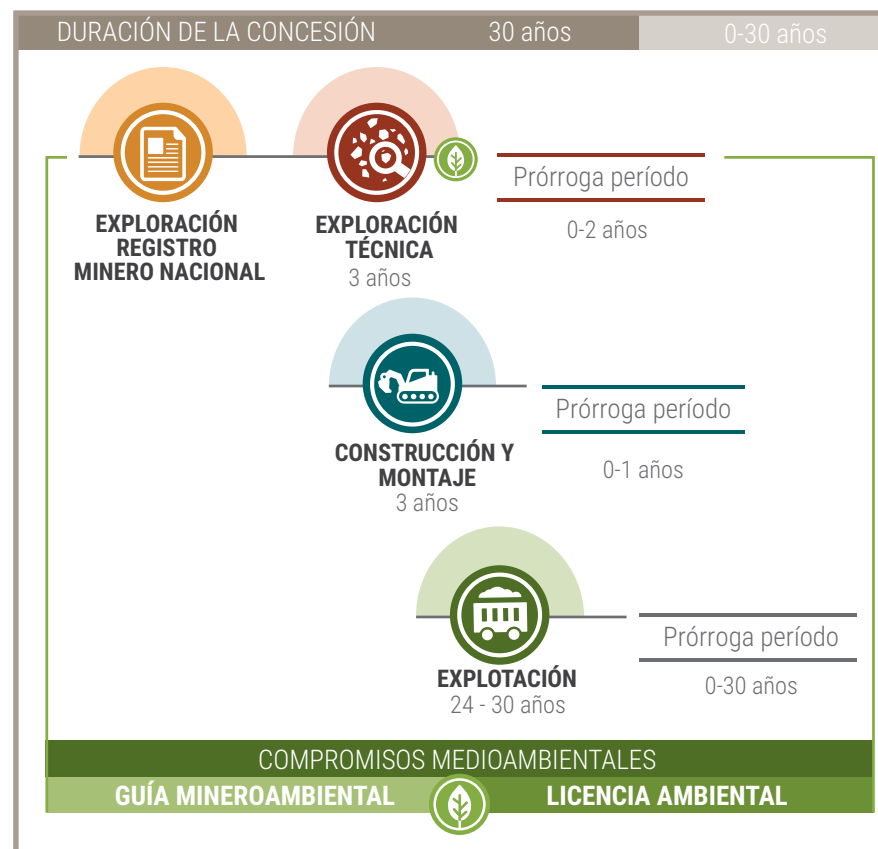 DURACIÓN DE LA CONCESIÓN 30 años 0-30 años
EXPLORACIÓN
REGISTRO
MINERO NACIONAL
EXPLORACIÓN
TÉCNICA
3 años
Prórroga período
0-2 años
CONSTRUCCIÓN Y
MONTAJE
3 años
Prórroga período
0-1 años
EXPLOTACIÓN
24 - 30 años
Prórroga período
0-30 años
COMPROMISOS MEDIOAMBIENTALES
GUÍA MINEROAMBIENTAL LICENCIA AMBIENTAL